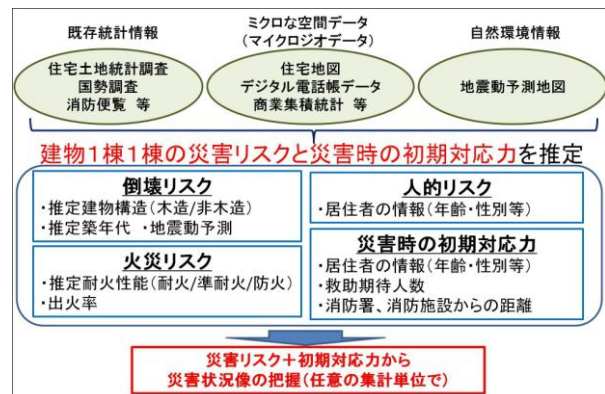 既存統計情報
ミクロな空間データ
(マイクロジオデータ)
自然環境情報
住宅土地統計調査
国勢調査
消防便覧 等
住宅地図
デジタル電話帳データ
商業集積統計 等
地震動予測地図
建物1棟1棟の災害リスクと災害時の初期対応力を推定
倒壊リスク
・推定建物構造(木造/非木造)
・推定築年代 ・地震動予測
火災リスク
・推定耐火性能(耐火/準耐火/防火)
・出火率
人的リスク
・居住者の情報(年齢・性別等)
災害時の初期対応力
・居住者の情報(年齢・性別等)
・救助期待人数
・消防署、消防施設からの距離
災害リスク+初期対応力から
災害状況像の把握(任意の集計単位で)